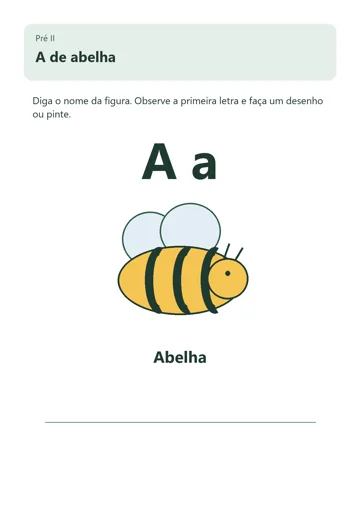 Pré II
A de abelha
Diga o nome da figura. Observe a primeira letra e faça um desenho
ou pinte.
A a
Abelha